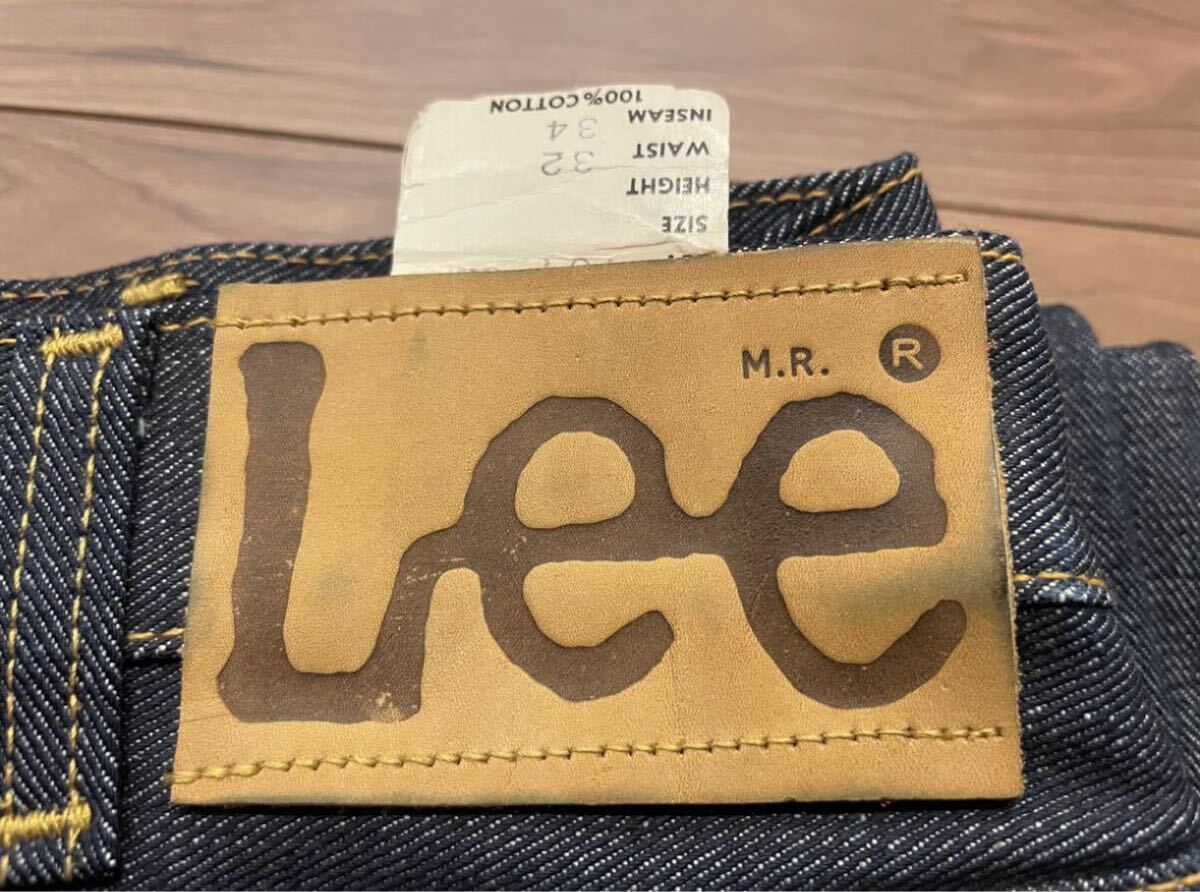 SIZE
HEIGHT
WAIST 32
INSEAM 34
100% COTTON
M.R. ®
Lee